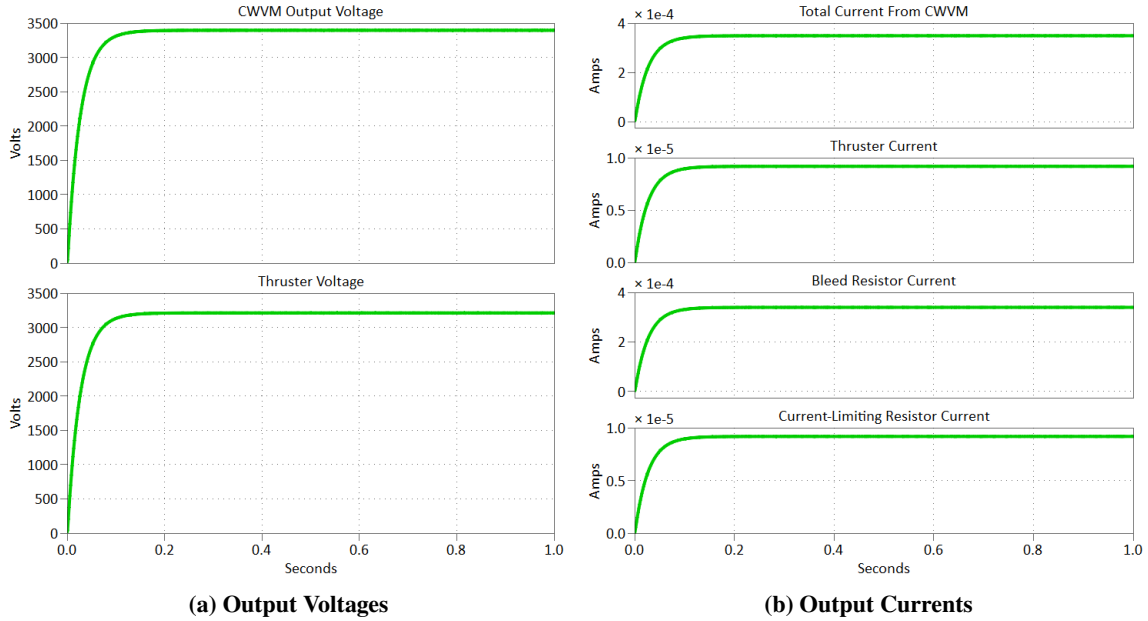 CWVM Output Voltage
3500
3000
2500
2000
1500
1000
500
0
Volts
Thruster Voltage
3500
3000
2500
2000
1500
1000
500
0
Volts
0.0 0.2 0.4 0.6 0.8 1.0
Seconds
(a) Output Voltages
Total Current From CWVM
× 1e-4
4
2
0
Amps
Thruster Current
× 1e-5
1.0
0.5
0.0
Amps
Bleed Resistor Current
× 1e-4
4
2
0
Amps
Current-Limiting Resistor Current
× 1e-5
1.0
0.5
0.0
Amps
0.0 0.2 0.4 0.6 0.8 1.0
Seconds
(b) Output Currents